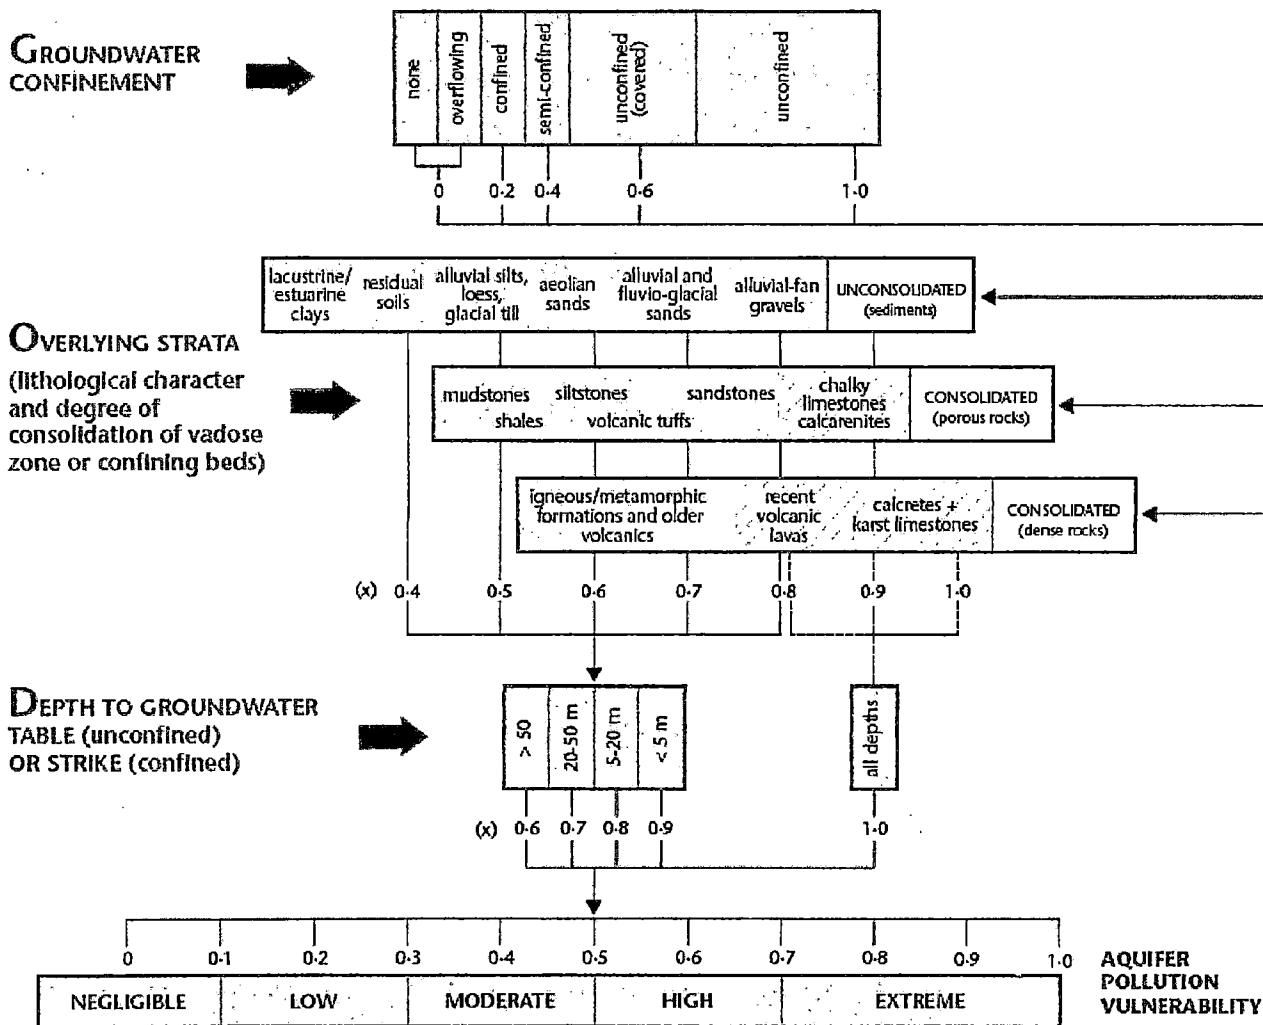 GROUNDWATER
CONFINEMENT
none
overflowing
confined
semi-confined
unconfined
(covered)
unconfined
0
0·2
0·4
0·6
1·0
lacustrine/
estuarine
clays
residual
soils
alluvial silts,
loess,
glacial till
aeolian
sands
alluvial and
fluvio-glacial
sands
alluvial-fan
gravels
UNCONSOLIDATED
(sediments)
OVERLYING STRATA
(lithological character
and degree of
consolidation of vadose
zone or confining beds)
mudstones
shales
siltstones
volcanic tuffs
sandstones
chalky
limestones
calcarenites
CONSOLIDATED
(porous rocks)
igneous/metamorphic
formations and older
volcanics
recent
volcanic
lavas
calcretes +
karst limestones
CONSOLIDATED
(dense rocks)
(x) 0·4 0·5 0·6 0·7 0·8 0·9 1·0
DEPTH TO GROUNDWATER
TABLE (unconfined)
OR STRIKE (confined)
> 50
20-50 m
5-20 m
< 5 m
all depths
(x) 0·6 0·7 0·8 0·9 1·0
0 0·1 0·2 0·3 0·4 0·5 0·6 0·7 0·8 0·9 1·0
AQUIFER
POLLUTION
VULNERABILITY
NEGLIGIBLE LOW MODERATE HIGH EXTREME